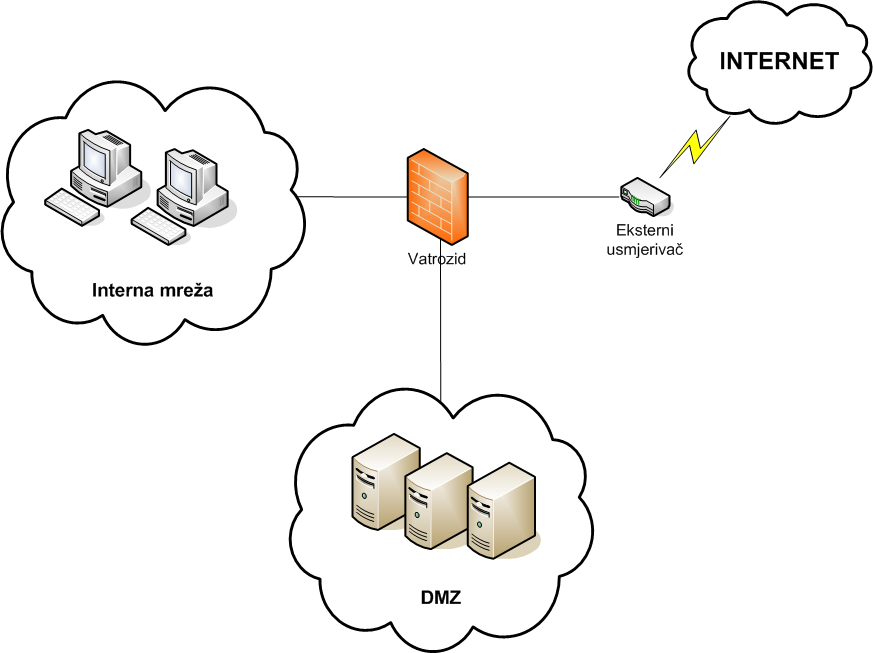 INTERNET
Eksterni
usmjerivač
Vatrozid
Interna mreža
DMZ